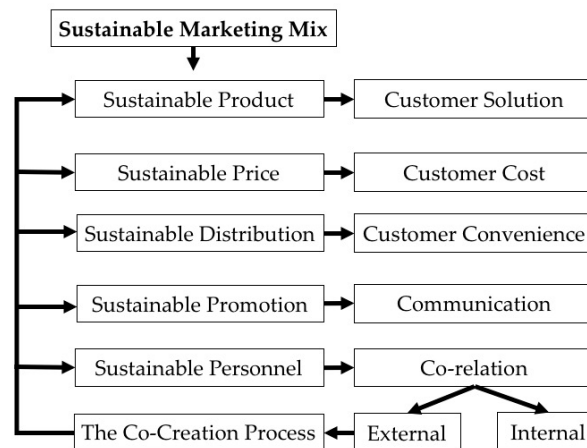 Sustainable Marketing Mix
Sustainable Product Customer Solution
Sustainable Price Customer Cost
Sustainable Distribution Customer Convenience
Sustainable Promotion Communication
Sustainable Personnel Co-relation
The Co-Creation Process External Internal